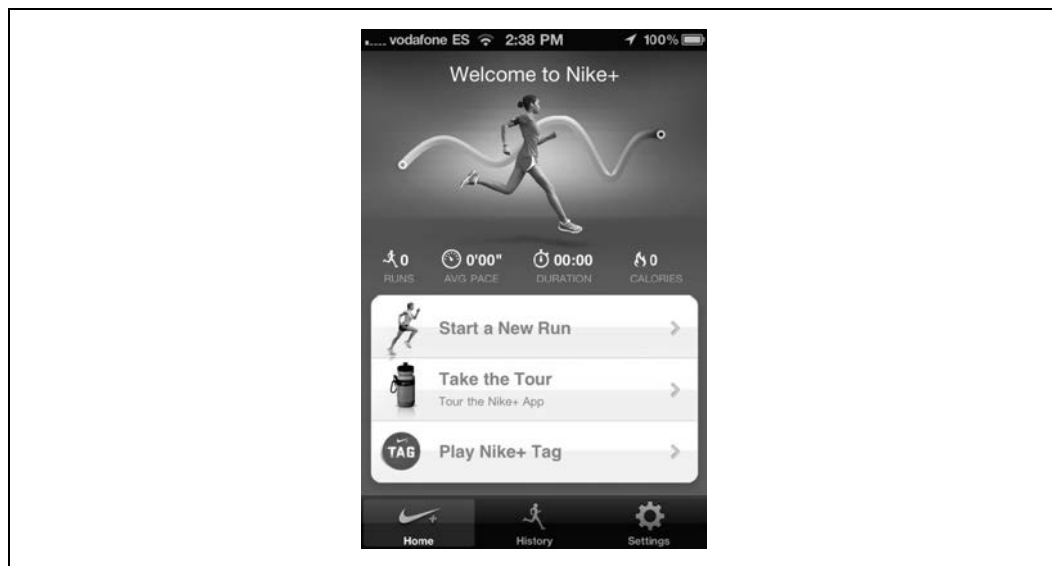 vodafone ES 2:38 PM 100%
Welcome to Nike+
0 0'00" 00:00 0
RUNS AVG PACE DURATION CALORIES
Start a New Run
Take the Tour
Tour the Nike+ App
TAG Play Nike+ Tag
Home History Settings